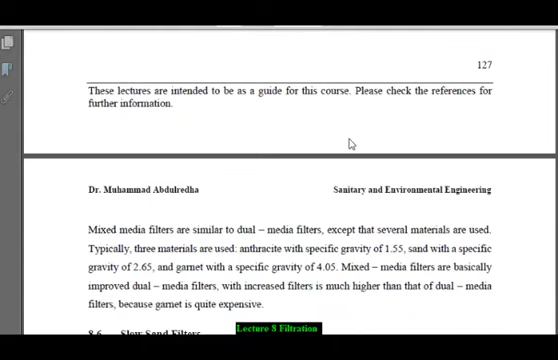 127
These lectures are intended to be as a guide for this course. Please check the references for
further information.
Dr. Muhammad Abdulredha Sanitary and Environmental Engineering
Mixed media filters are similar to dual – media filters, except that several materials are used.
Typically, three materials are used: anthracite with specific gravity of 1.55, sand with a specific
gravity of 2.65, and garnet with a specific gravity of 4.05. Mixed – media filters are basically
improved dual – media filters, with increased filters is much higher than that of dual – media
filters, because garnet is quite expensive.
8.6 Slow Sand Filters
Lecture 8 Filtration